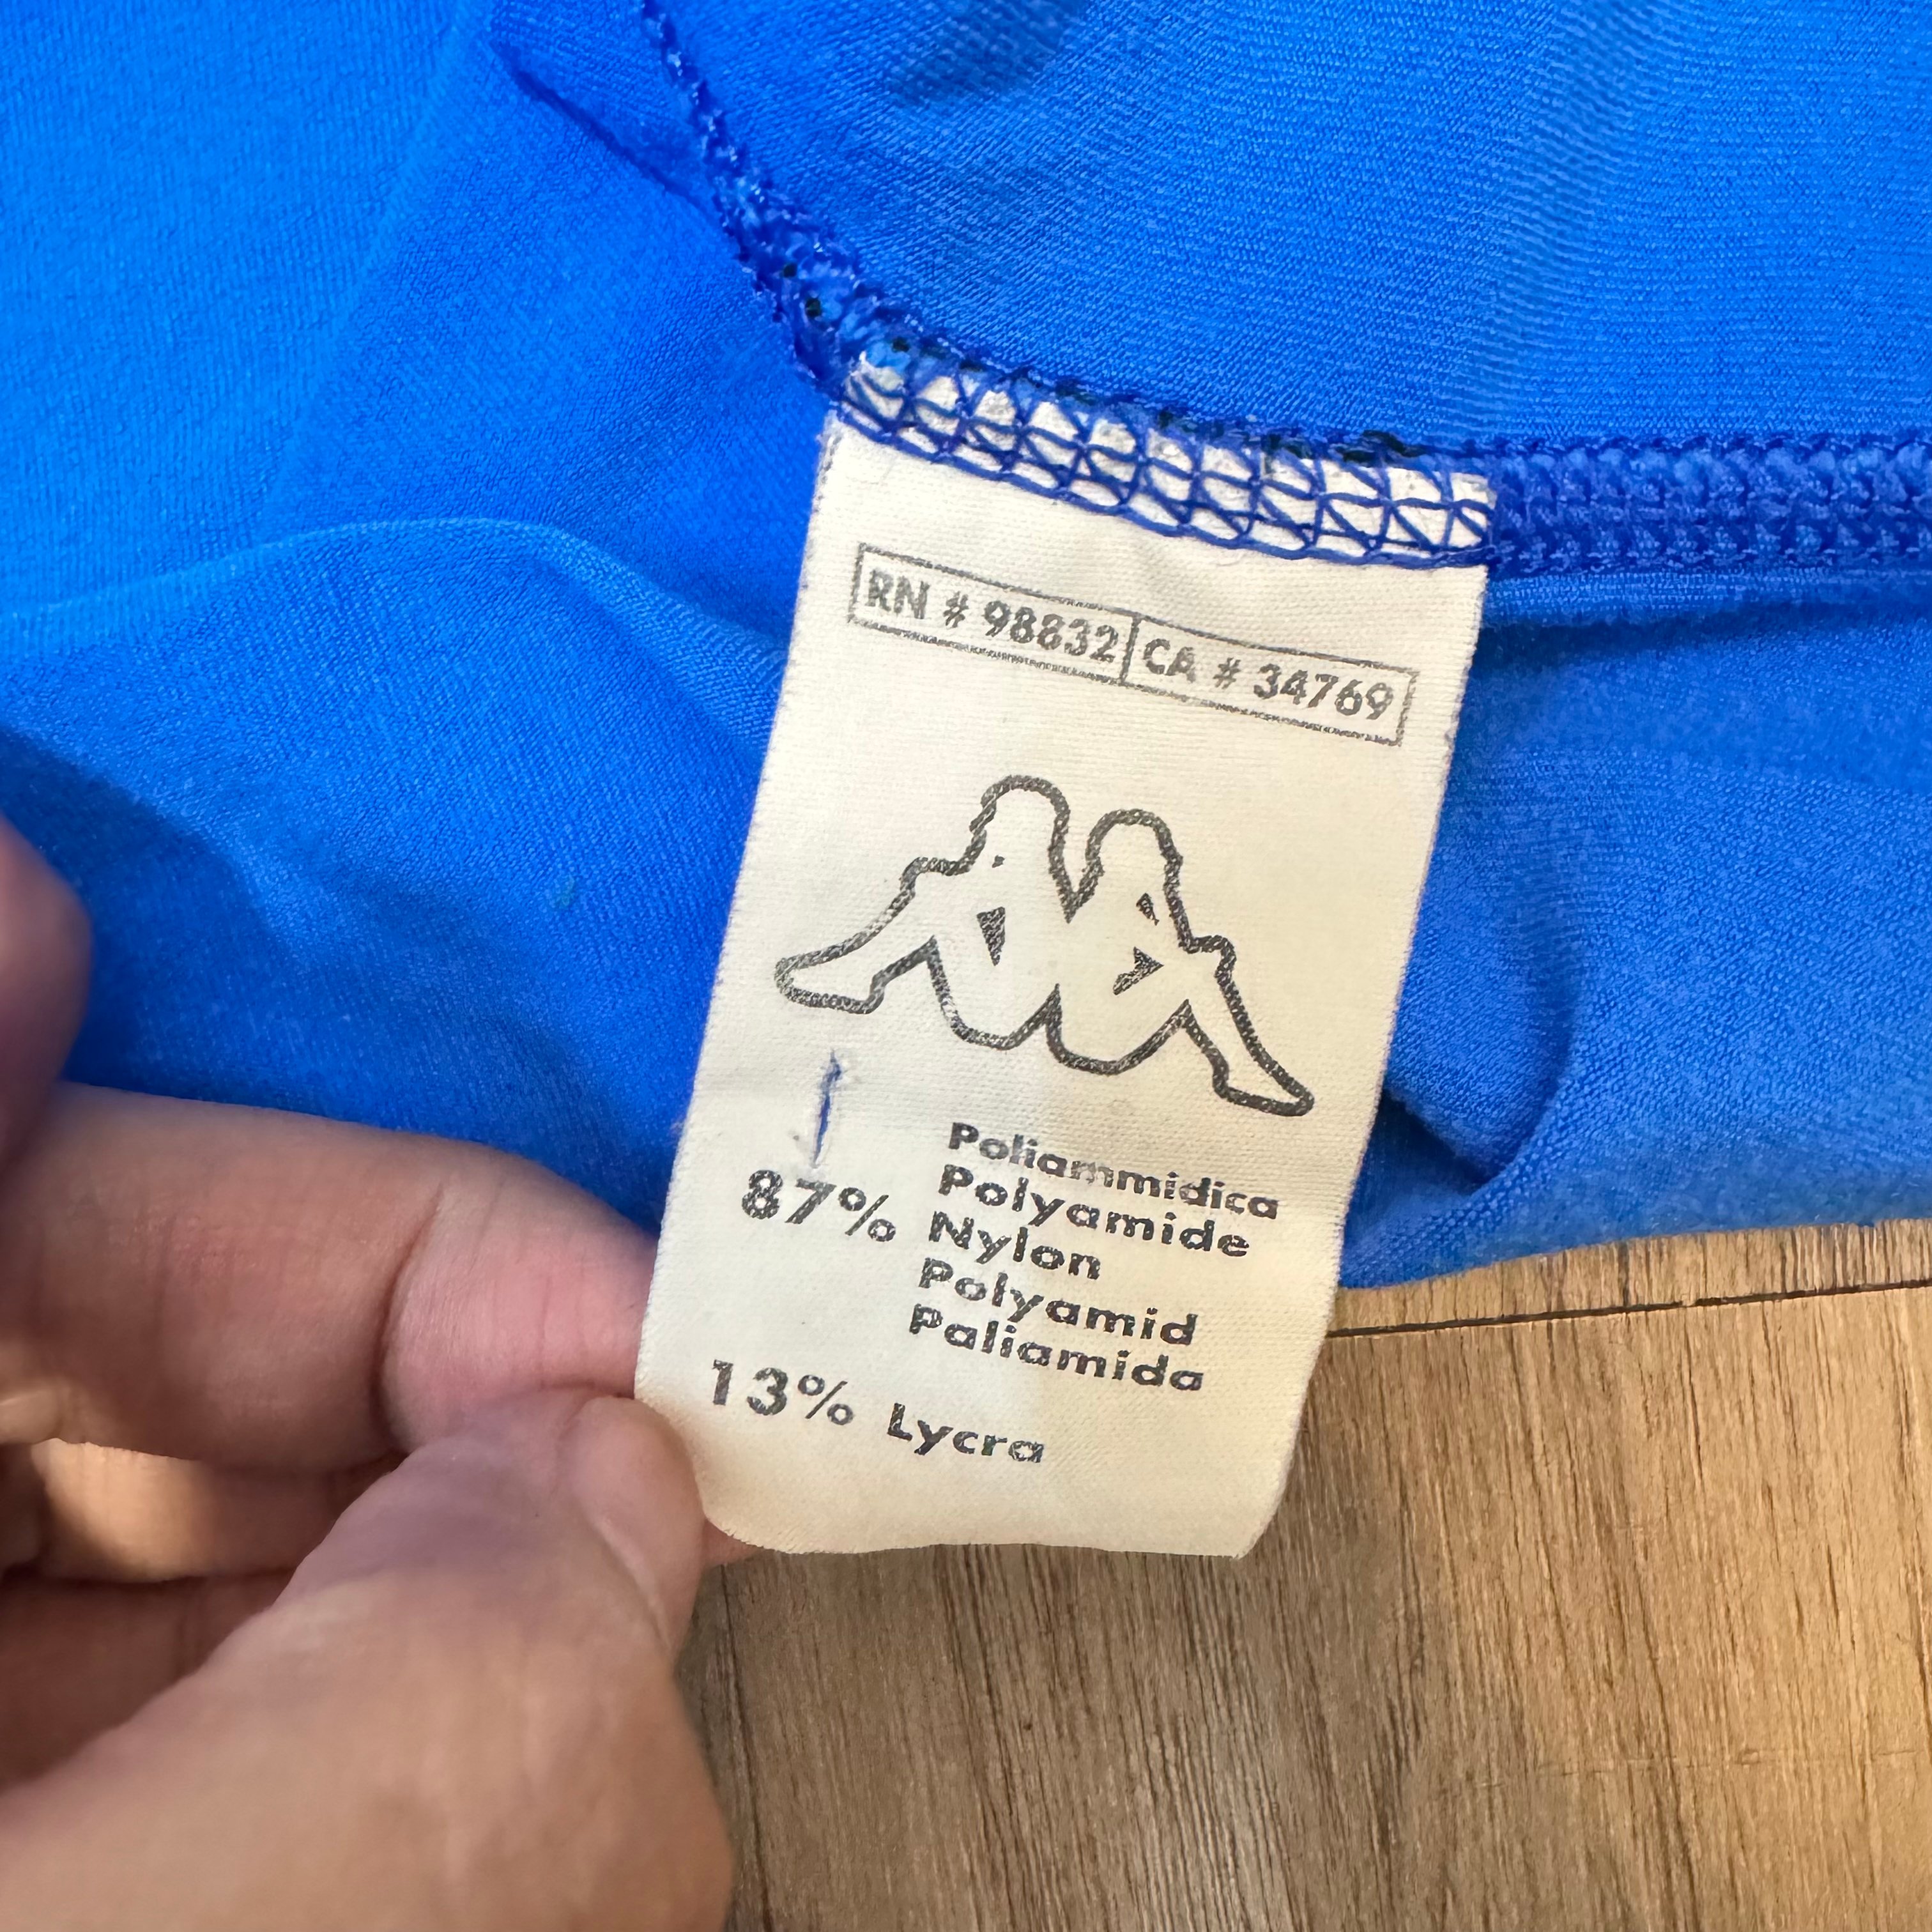 RN # 98832 CA # 34769
Poliammidica
Polyamide
87% Nylon
Polyamid
Paliamida
13% Lycra